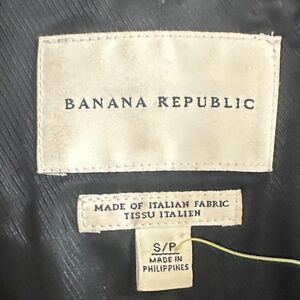 BANANA REPUBLIC
MADE OF ITALIAN FABRIC
TISSU ITALIEN
S/P
MADE IN
PHILIPPINES